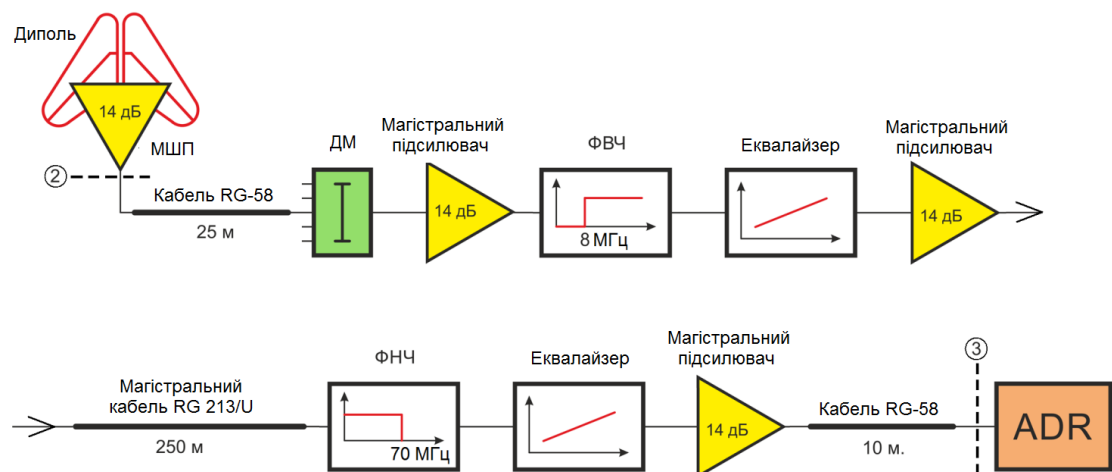 Диполь
14 дБ
МШП
②
Кабель RG-58
25 м
ДМ
Магістральний
підсилювач
14 дБ
ФВЧ
8 МГц
Еквалайзер
Магістральний
підсилювач
14 дБ
Магістральний
кабель RG 213/U
250 м
ФНЧ
70 МГц
Еквалайзер
Магістральний
підсилювач
14 дБ
Кабель RG-58
10 м.
③
ADR